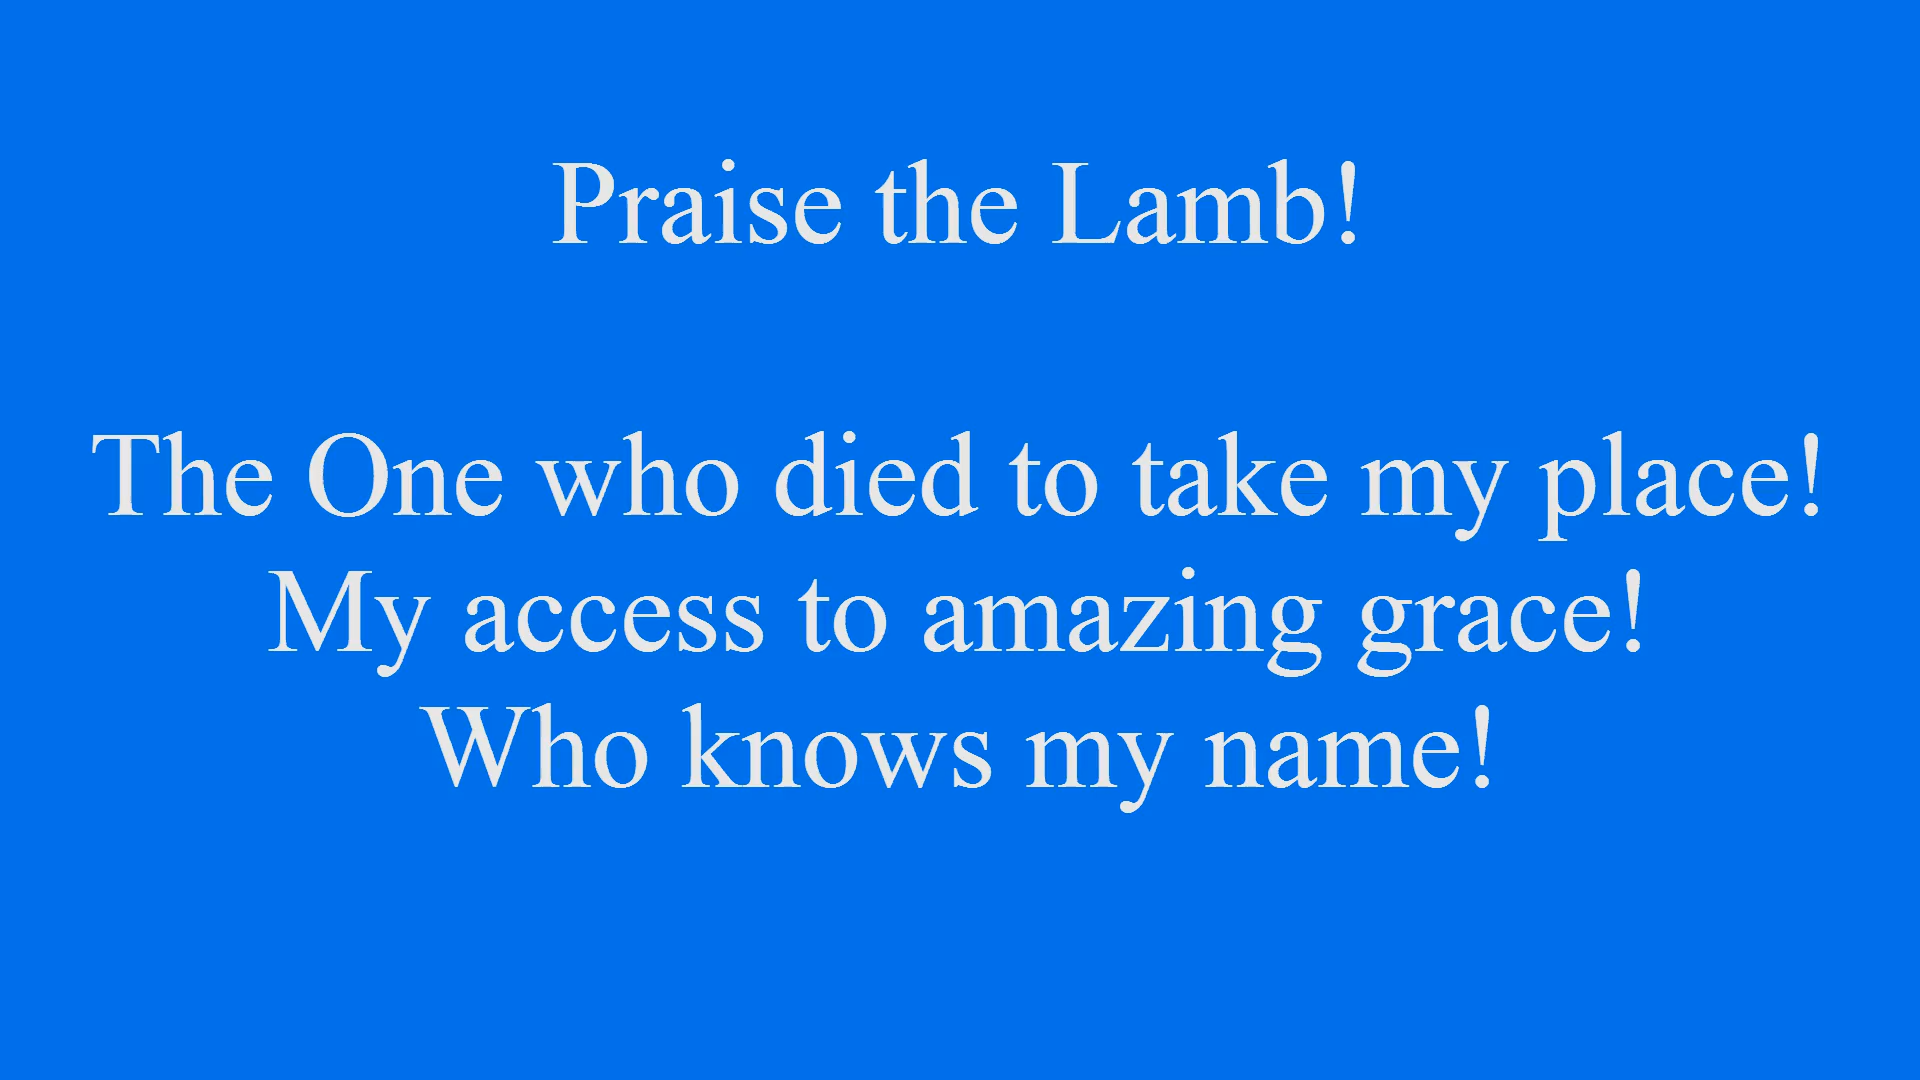 Praise the Lamb!
The One who died to take my place!
My access to amazing grace!
Who knows my name!